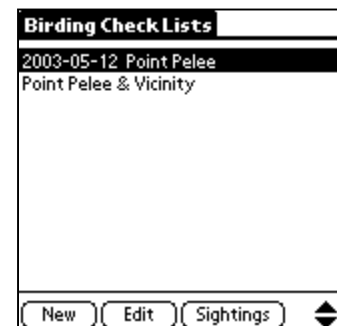 Birding Check Lists
2003-05-12 Point Pelee
Point Pelee & Vicinity
New Edit Sightings